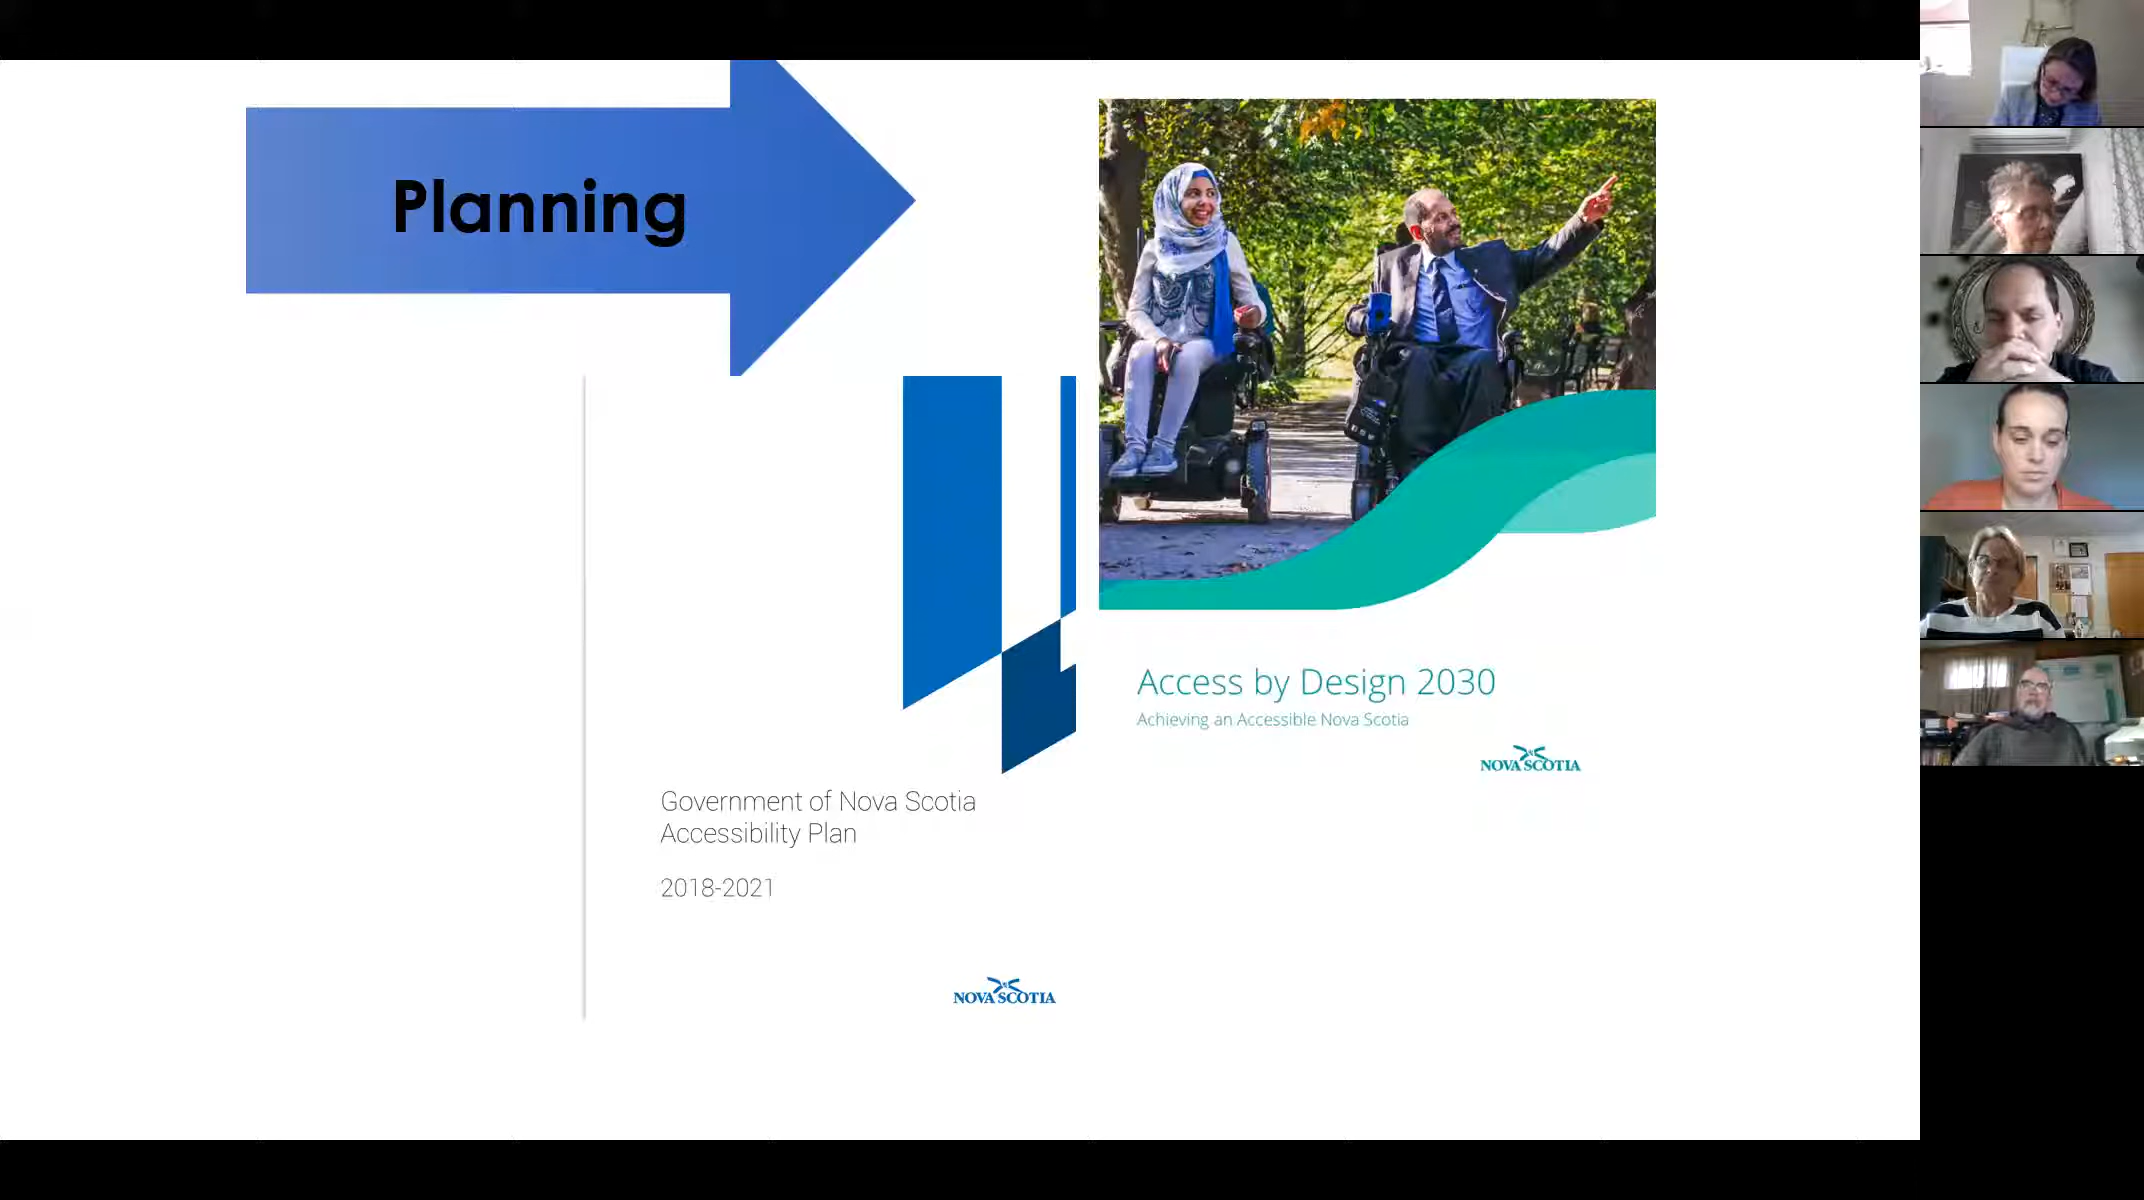 Planning
Access by Design 2030
Achieving an Accessible Nova Scotia
NOVA SCOTIA
Government of Nova Scotia
Accessibility Plan
2018-2021
NOVA SCOTIA